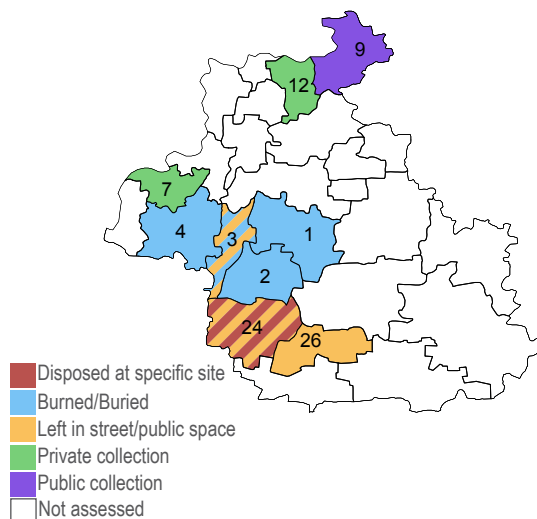 9
12
7
4
3
1
2
24
26
Disposed at specific site
Burned/Buried
Left in street/public space
Private collection
Public collection
Not assessed